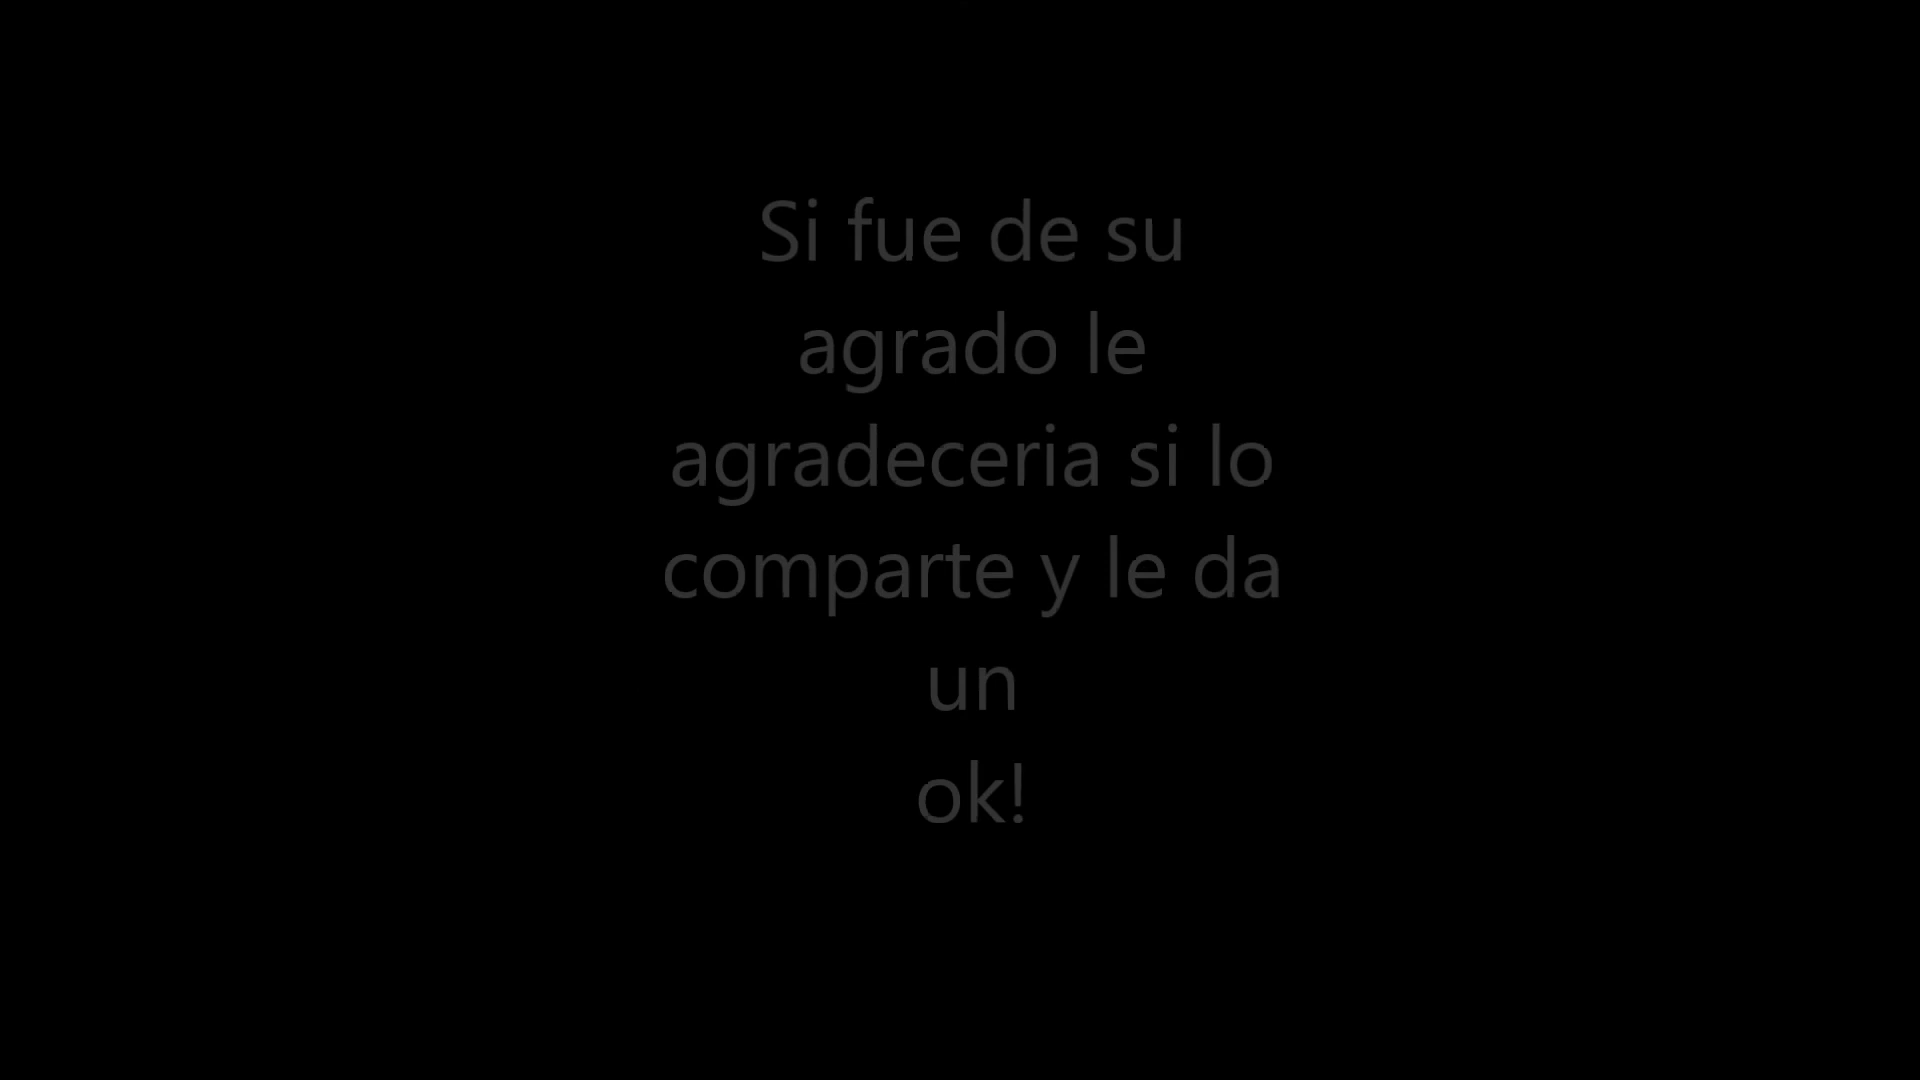 Si fue de su
agrado le
agradeceria si lo
comparte y le da
un
ok!